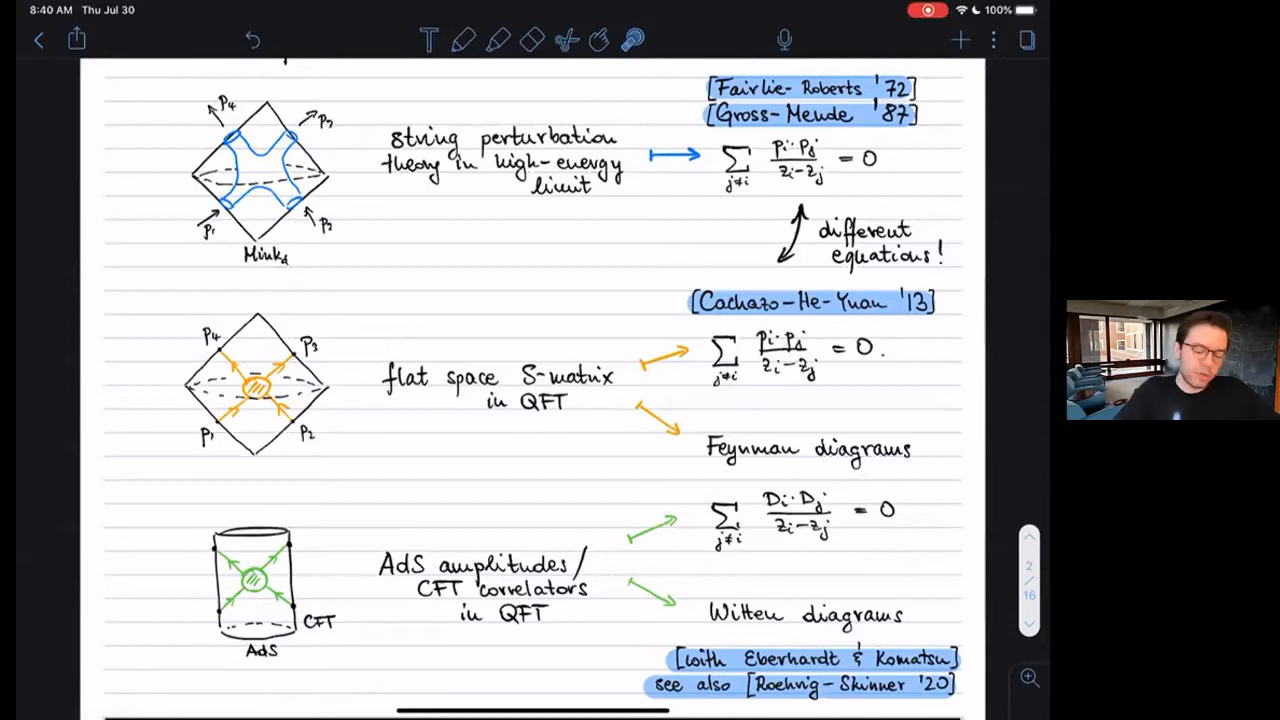 8:40 AM Thu Jul 30
100%
[Fairlie-Roberts '72]
[Gross-Mende '87]
P4
P3
string perturbation
theory in high-energy
limit
∑ j≠i pi·pj / zi-zj = 0
P1
P2
Minkd
different
equations!
[Cachazo-He-Yuan '13]
P4
P3
flat space S-matrix
in QFT
∑ j≠i pi·pj / zi-zj = 0.
P1
P2
Feynman diagrams
∑ j≠i Di·Dj / zi-zj = 0
AdS amplitudes/
CFT correlators
in QFT
CFT
AdS
Witten diagrams
[with Eberhardt & Komatsu]
see also [Roehrig-Skinner '20]
2
/
16